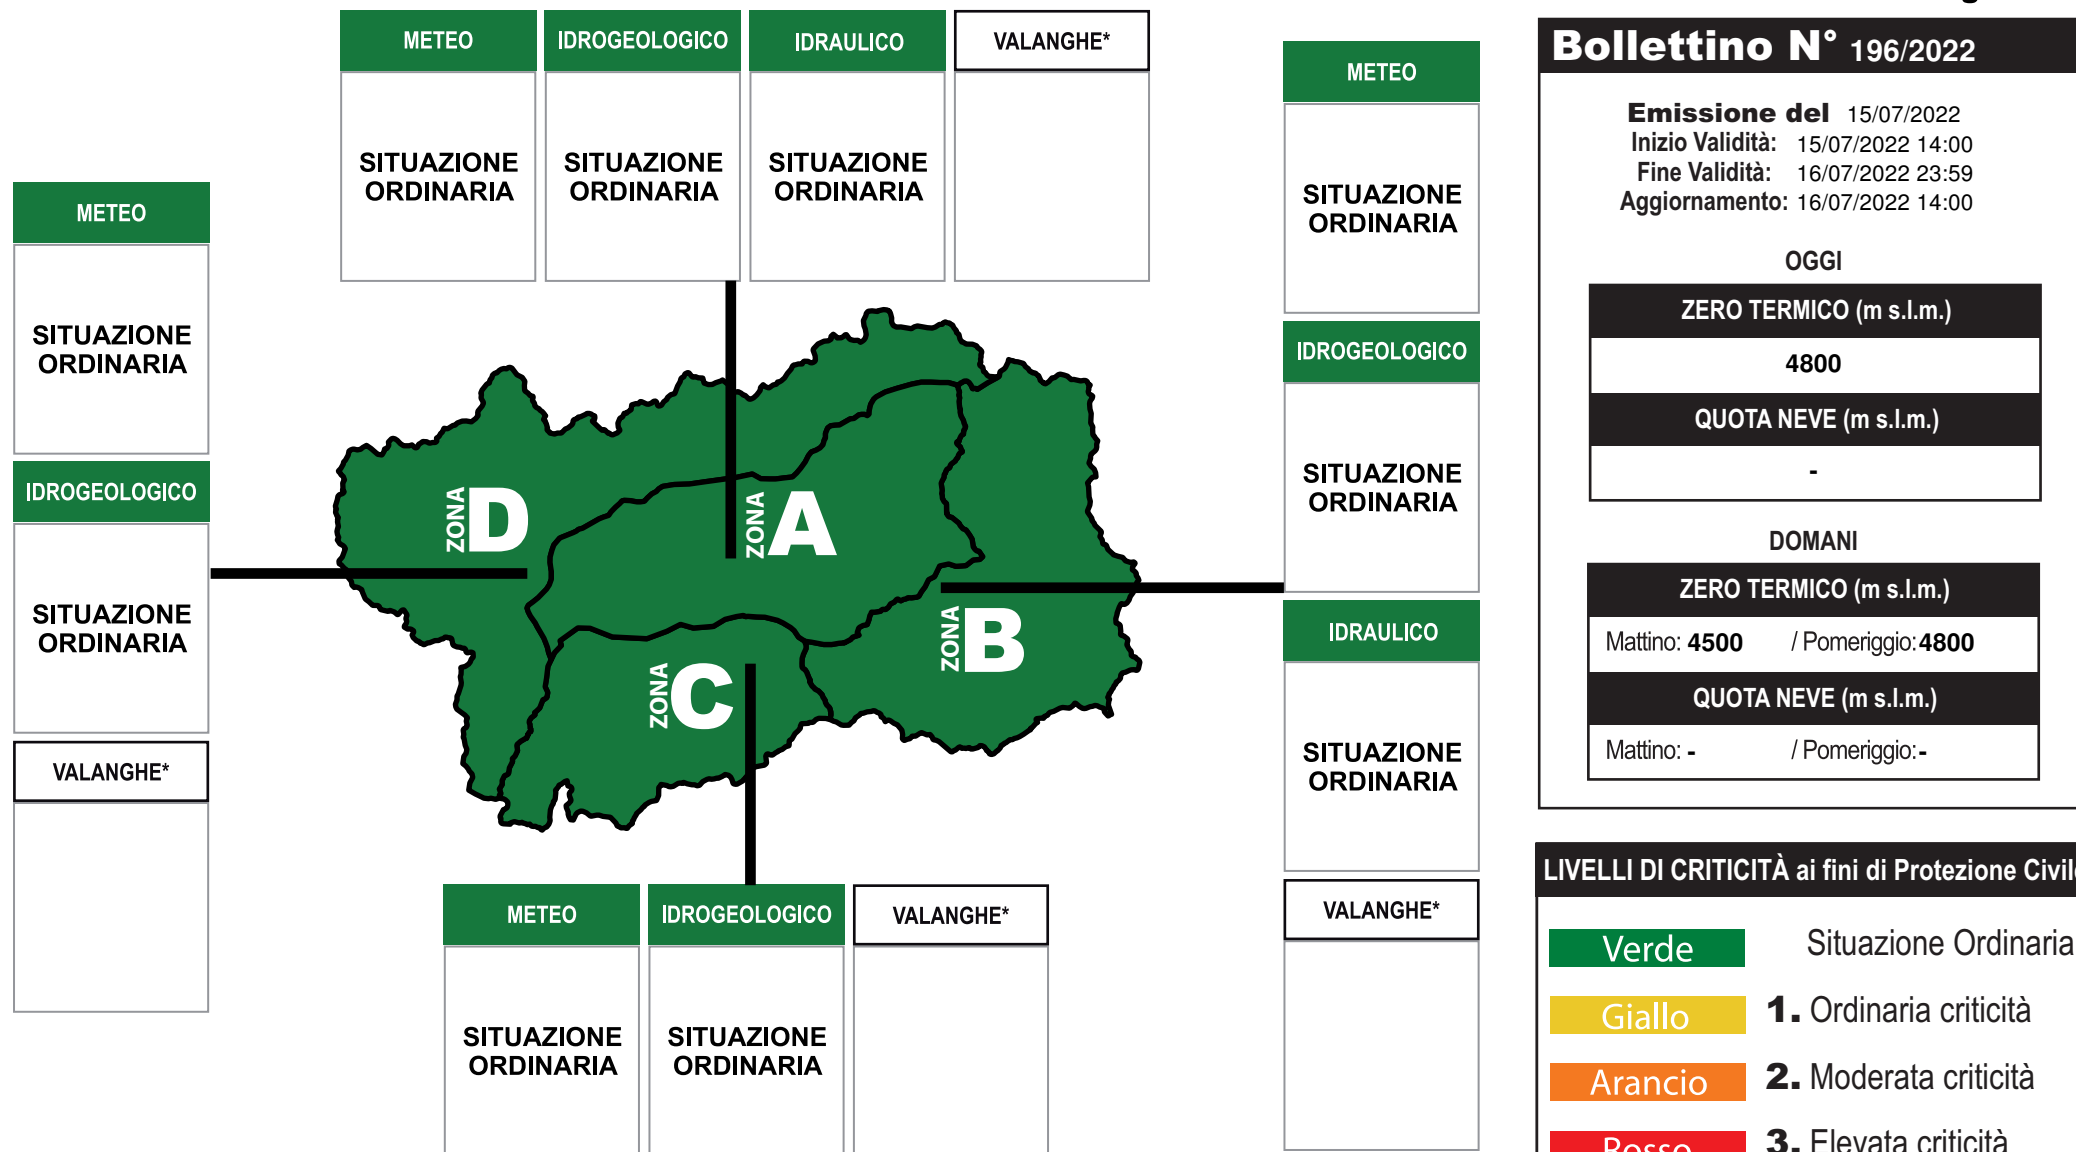 METEO
IDROGEOLOGICO
IDRAULICO
VALANGHE*
SITUAZIONE
ORDINARIA
SITUAZIONE
ORDINARIA
SITUAZIONE
ORDINARIA
METEO
SITUAZIONE
ORDINARIA
IDROGEOLOGICO
SITUAZIONE
ORDINARIA
VALANGHE*
ZONA D
ZONA A
ZONA B
ZONA C
METEO
SITUAZIONE
ORDINARIA
IDROGEOLOGICO
SITUAZIONE
ORDINARIA
IDRAULICO
SITUAZIONE
ORDINARIA
VALANGHE*
METEO
IDROGEOLOGICO
VALANGHE*
SITUAZIONE
ORDINARIA
SITUAZIONE
ORDINARIA
Bollettino N° 196/2022
Emissione del 15/07/2022
Inizio Validità: 15/07/2022 14:00
Fine Validità: 16/07/2022 23:59
Aggiornamento: 16/07/2022 14:00
OGGI
ZERO TERMICO (m s.l.m.)
4800
QUOTA NEVE (m s.l.m.)
-
DOMANI
ZERO TERMICO (m s.l.m.)
Mattino: 4500 / Pomeriggio: 4800
QUOTA NEVE (m s.l.m.)
Mattino: - / Pomeriggio: -
LIVELLI DI CRITICITÀ ai fini di Protezione Civile
Verde Situazione Ordinaria
Giallo 1. Ordinaria criticità
Arancio 2. Moderata criticità
Rosso 3. Elevata criticità